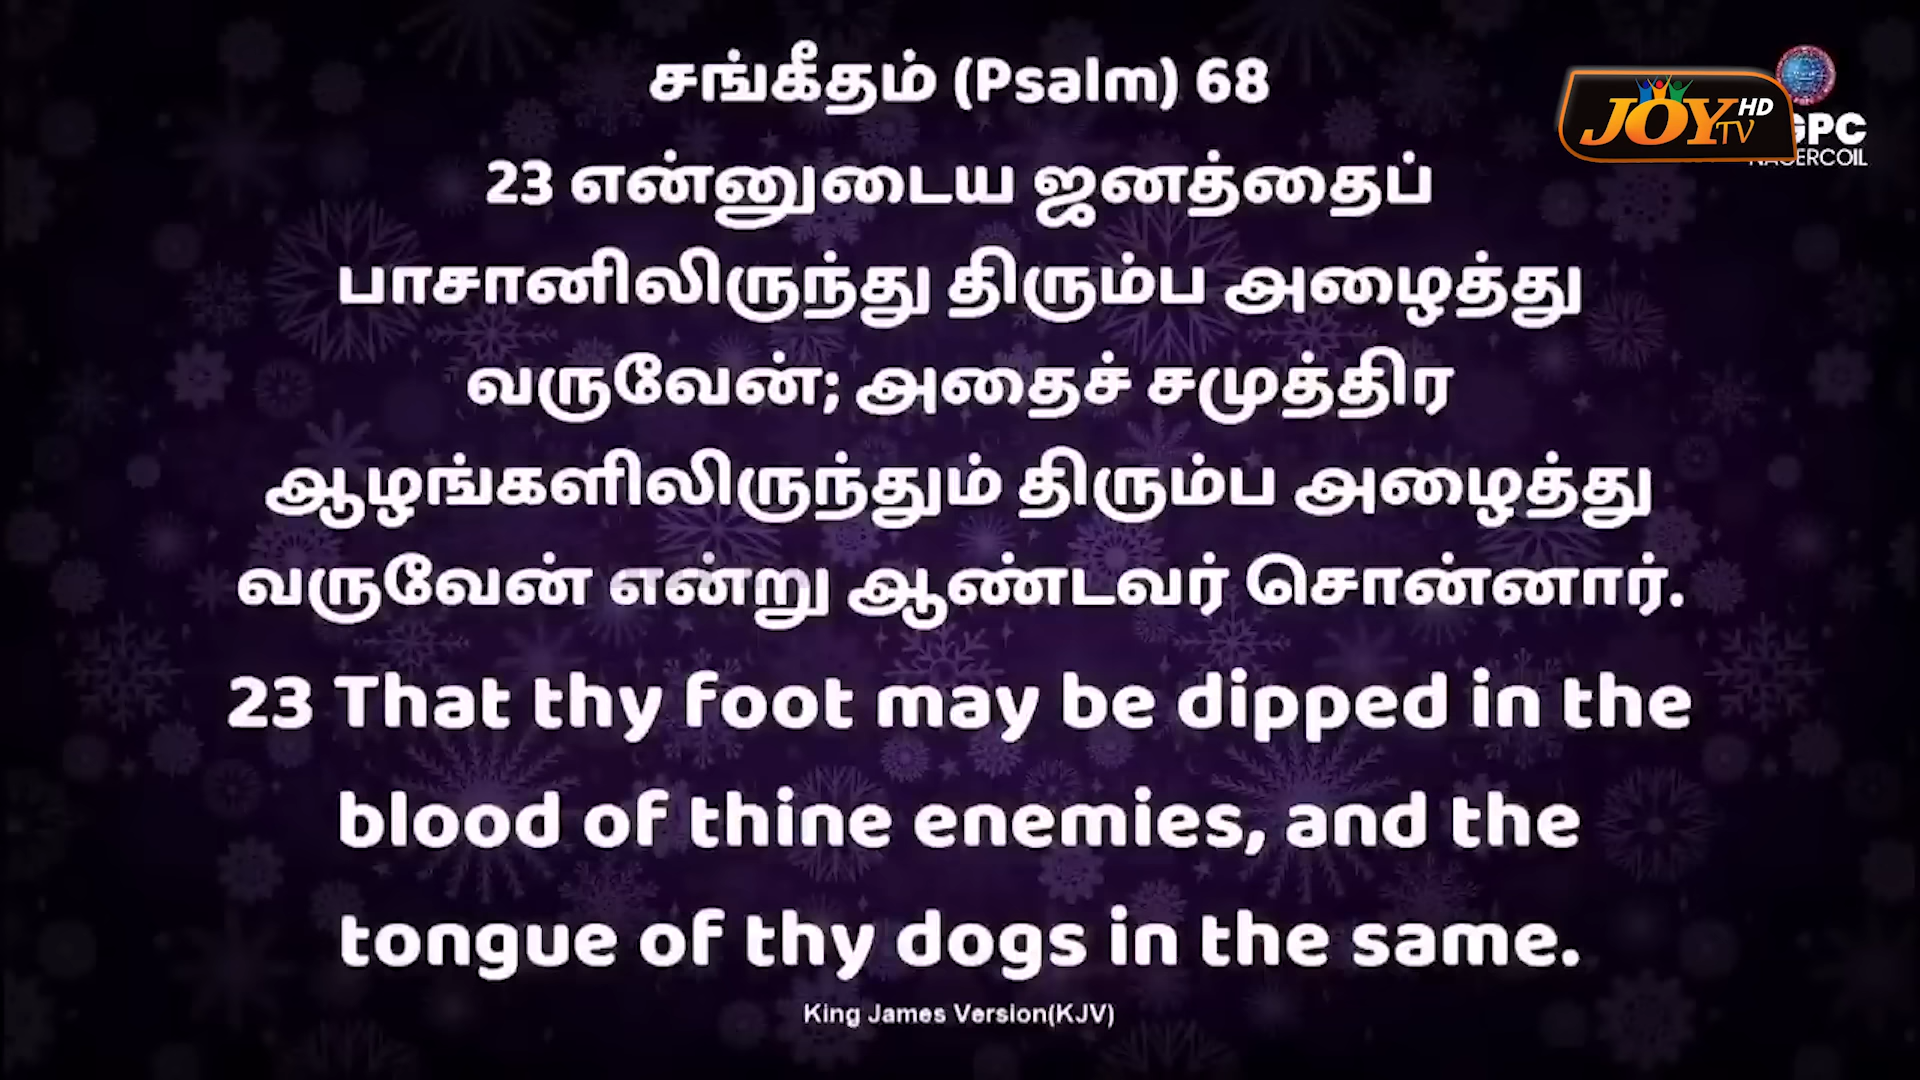 சங்கீதம் (Psalm) 68
JOY TV HD
GPC
NAGERCOIL
23 என்னுடைய ஜனத்தைப்
பாசானிலிருந்து திரும்ப அழைத்து
வருவேன்; அதைச் சமுத்திர
ஆழங்களிலிருந்தும் திரும்ப அழைத்து
வருவேன் என்று ஆண்டவர் சொன்னார்.
23 That thy foot may be dipped in the
blood of thine enemies, and the
tongue of thy dogs in the same.
King James Version(KJV)